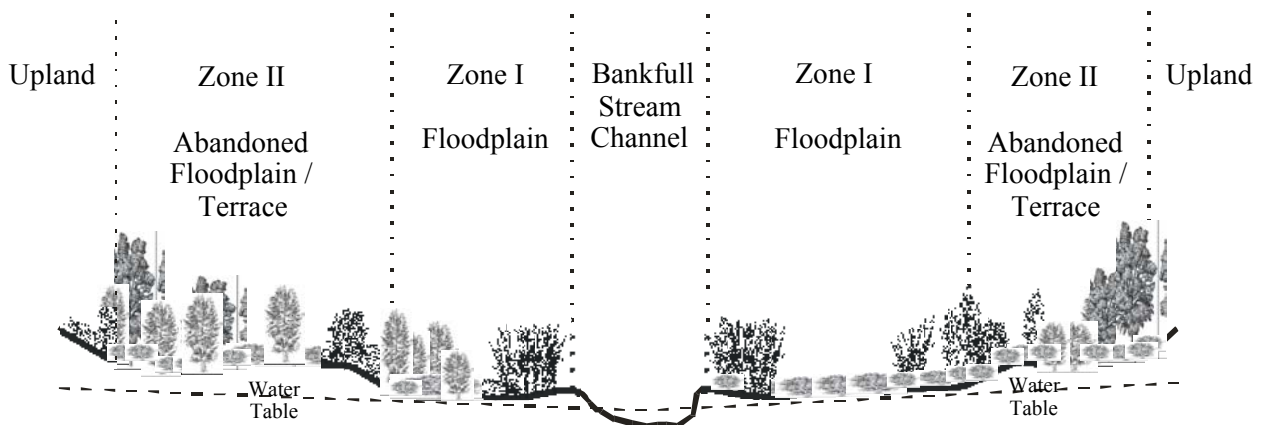 Upland
Zone II
Abandoned
Floodplain /
Terrace
Zone I
Floodplain
Bankfull
Stream
Channel
Zone I
Floodplain
Zone II
Abandoned
Floodplain /
Terrace
Upland
Water
Table
Water
Table